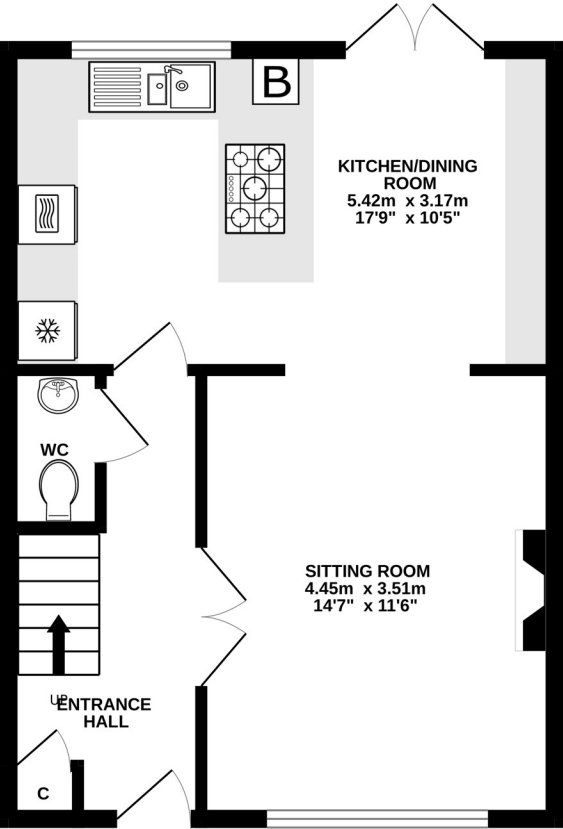 B
KITCHEN/DINING
ROOM
5.42m x 3.17m
17'9" x 10'5"
WC
SITTING ROOM
4.45m x 3.51m
14'7" x 11'6"
UP
ENTRANCE
HALL
C